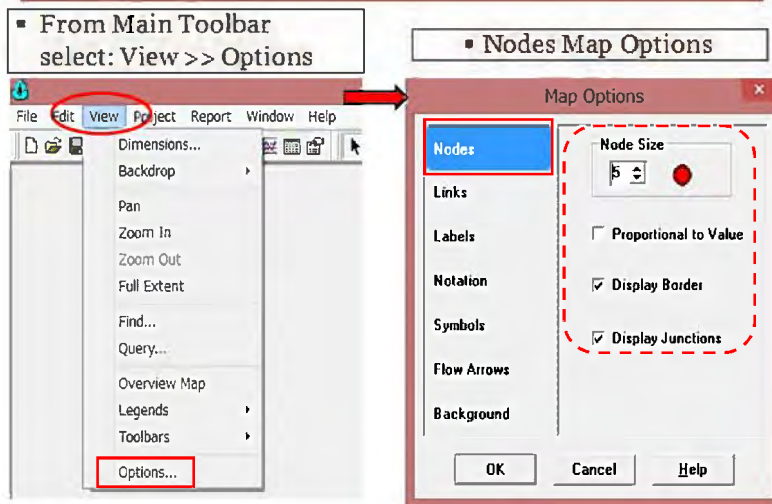 ▪ From Main Toolbar
select: View >> Options
File Edit View Project Report Window Help
Dimensions...
Backdrop
Pan
Zoom In
Zoom Out
Full Extent
Find...
Query...
Overview Map
Legends
Toolbars
Options...
▪ Nodes Map Options
Map Options
Nodes
Links
Labels
Notation
Symbols
Flow Arrows
Background
Node Size
5
Proportional to Value
Display Border
Display Junctions
OK Cancel Help